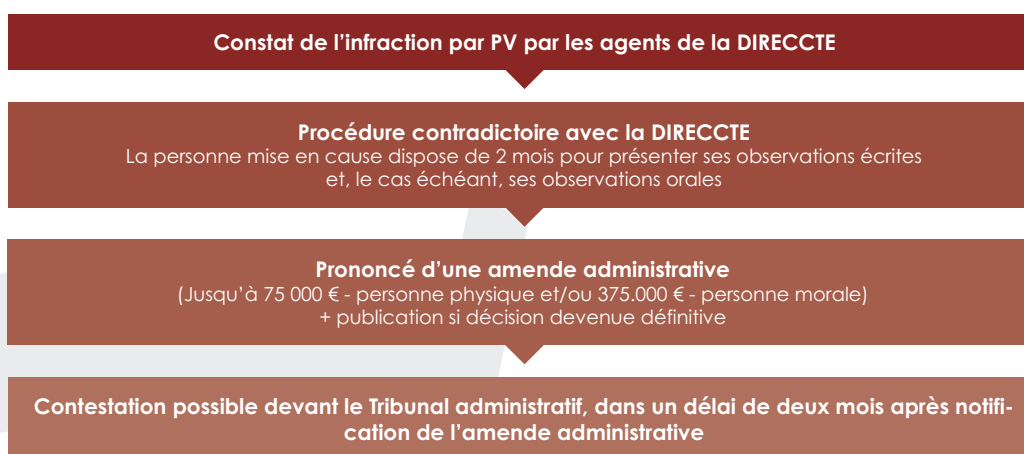 Constat de l’infraction par PV par les agents de la DIRECCTE
Procédure contradictoire avec la DIRECCTE
La personne mise en cause dispose de 2 mois pour présenter ses observations écrites
et, le cas échéant, ses observations orales
Prononcé d’une amende administrative
(Jusqu’à 75 000 € - personne physique et/ou 375.000 € - personne morale)
+ publication si décision devenue définitive
Contestation possible devant le Tribunal administratif, dans un délai de deux mois après notifi-
cation de l’amende administrative